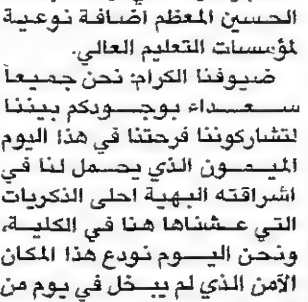 الحسين المعظم اضافة نوعية
لمؤسسات التعليم العالي.
ضيوفنا الكرام: نحن جميعاً
سعداء بوجودكم بيننا
لتشاركوننا فرحتنا في هذا اليوم
الميمون الذي يحمل لنا في
اشراقته البهية احلى الذكريات
التي عشناها هنا في الكلية،
ونحن اليوم نودع هذا المكان
الآمن الذي لم يبخل في يوم من